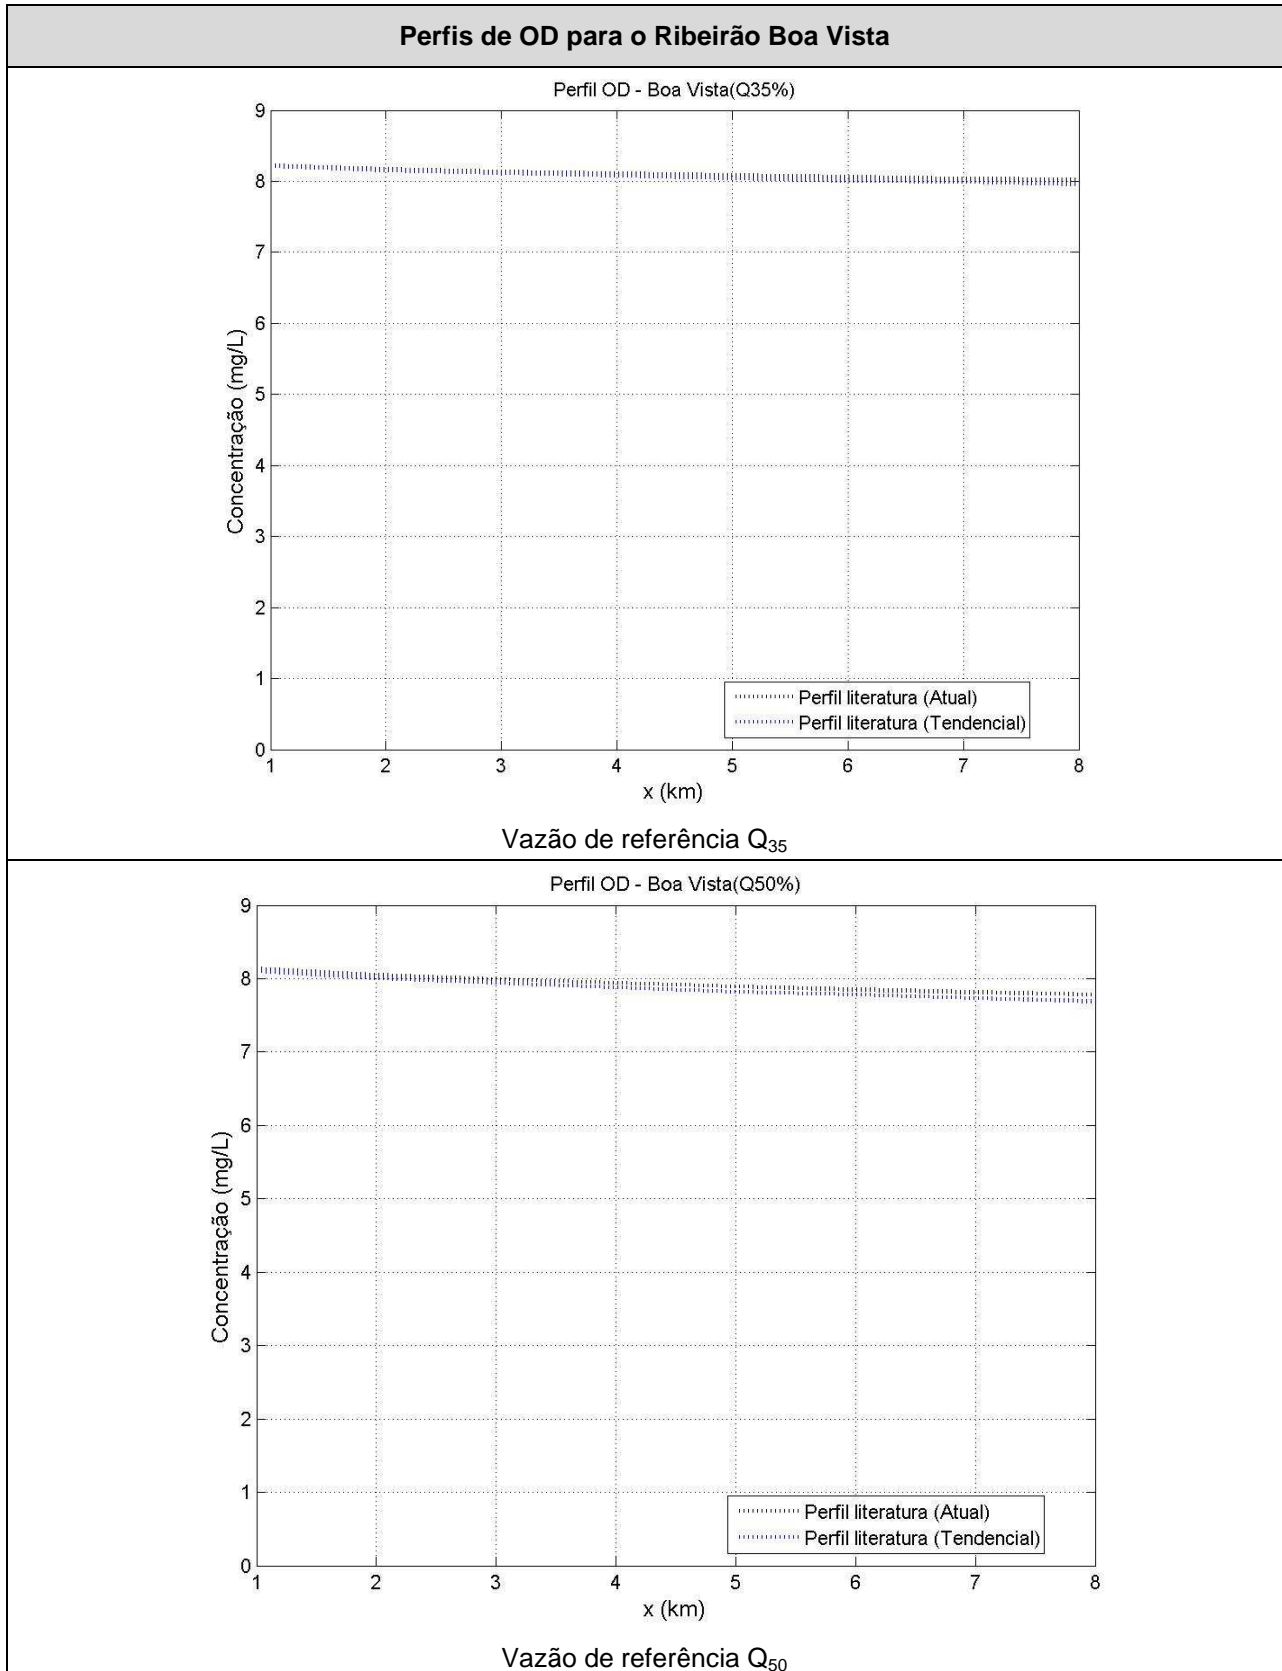 Perfis de OD para o Ribeirão Boa Vista
Perfil OD - Boa Vista(Q35%)
9
8
7
6
5
4
3
2
1
0
Concentração (mg/L)
Perfil literatura (Atual)
Perfil literatura (Tendencial)
1 2 3 4 5 6 7 8
x (km)
Vazão de referência Q35
Perfil OD - Boa Vista(Q50%)
9
8
7
6
5
4
3
2
1
0
Concentração (mg/L)
Perfil literatura (Atual)
Perfil literatura (Tendencial)
1 2 3 4 5 6 7 8
x (km)
Vazão de referência Q50